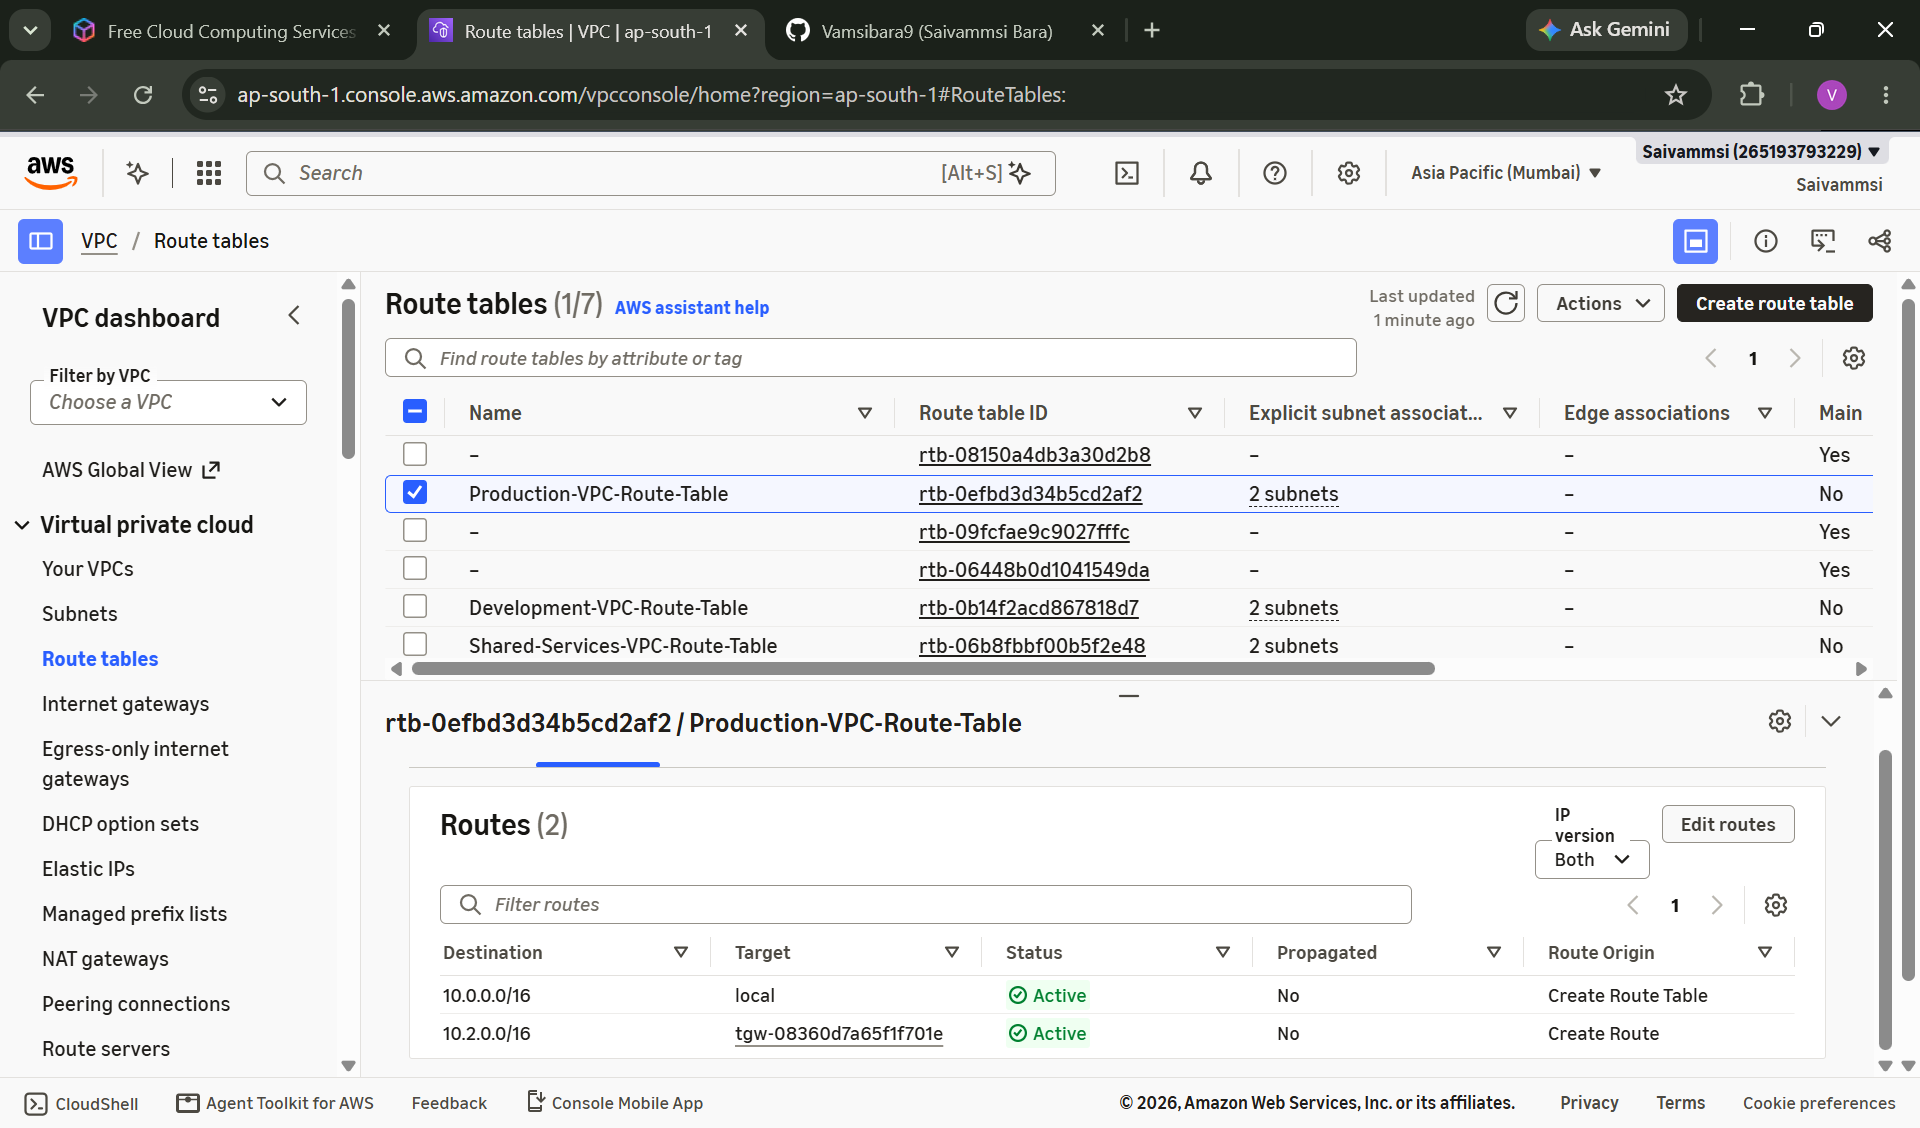 Free Cloud Computing Services
Route tables | VPC | ap-south-1
Vamsibara9 (Saivammsi Bara)
Ask Gemini
ap-south-1.console.aws.amazon.com/vpcconsole/home?region=ap-south-1#RouteTables:
V
aws
Search
[Alt+S]
Asia Pacific (Mumbai)
Saivammsi (265193793229)
Saivammsi
VPC / Route tables
VPC dashboard
Filter by VPC
Choose a VPC
AWS Global View
Virtual private cloud
Your VPCs
Subnets
Route tables
Internet gateways
Egress-only internet
gateways
DHCP option sets
Elastic IPs
Managed prefix lists
NAT gateways
Peering connections
Route servers
Route tables (1/7) AWS assistant help
Last updated
1 minute ago
Actions
Create route table
Find route tables by attribute or tag
1
Name Route table ID Explicit subnet associat... Edge associations Main
– rtb-08150a4db3a30d2b8 – – Yes
Production-VPC-Route-Table rtb-0efbd3d34b5cd2af2 2 subnets – No
– rtb-09fcfae9c9027fffc – – Yes
– rtb-06448b0d1041549da – – Yes
Development-VPC-Route-Table rtb-0b14f2acd867818d7 2 subnets – No
Shared-Services-VPC-Route-Table rtb-06b8fbbf00b5f2e48 2 subnets – No
rtb-0efbd3d34b5cd2af2 / Production-VPC-Route-Table
Routes (2)
IP
version
Both
Edit routes
Filter routes
1
Destination Target Status Propagated Route Origin
10.0.0.0/16 local Active No Create Route Table
10.2.0.0/16 tgw-08360d7a65f1f701e Active No Create Route
CloudShell Agent Toolkit for AWS Feedback Console Mobile App
© 2026, Amazon Web Services, Inc. or its affiliates. Privacy Terms Cookie preferences